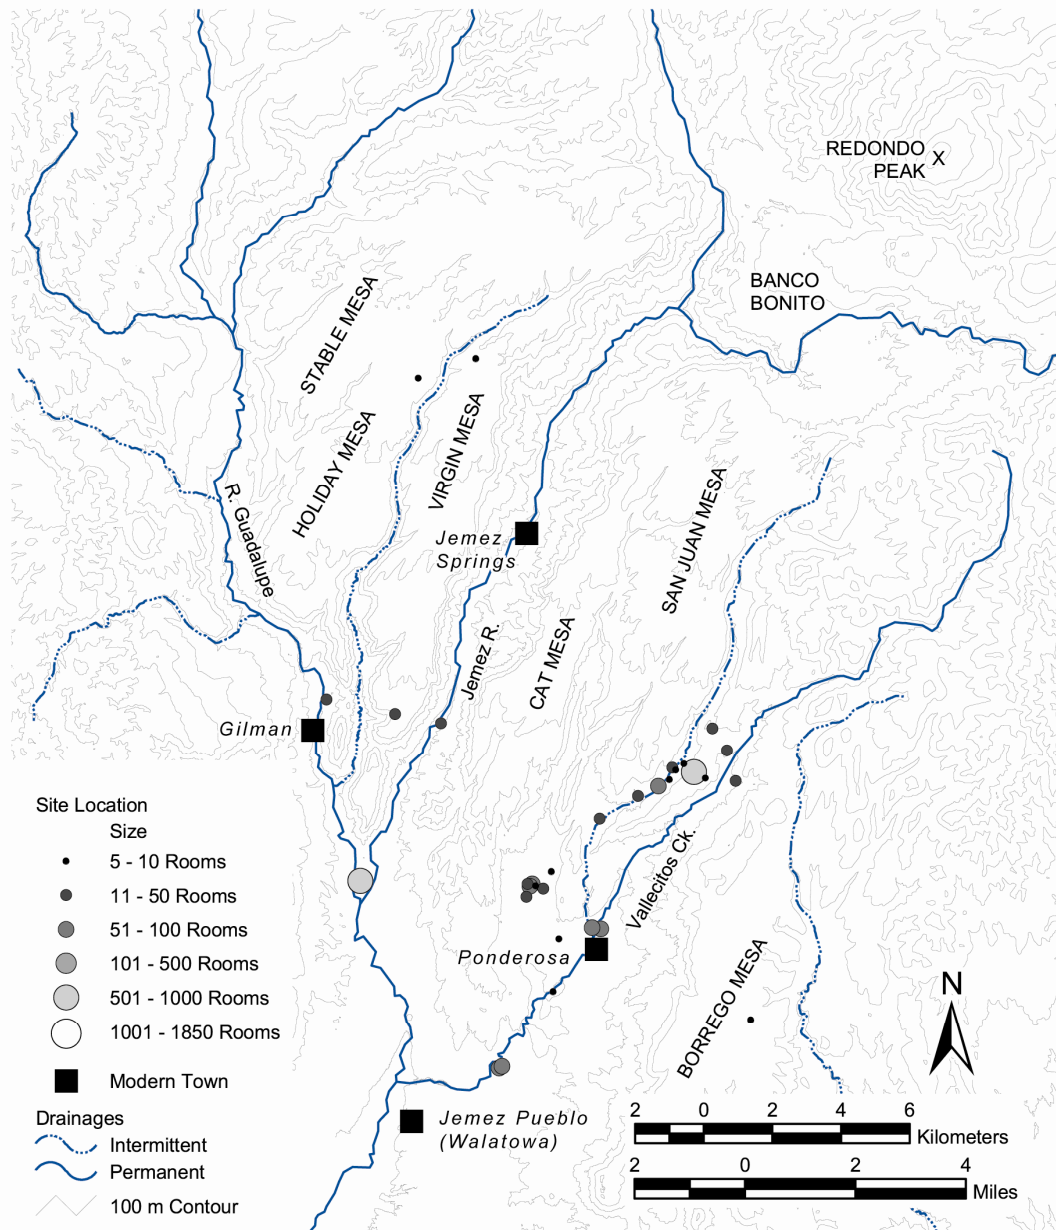 REDONDO
PEAK X
BANCO
BONITO
STABLE MESA
HOLIDAY MESA
VIRGIN MESA
R. Guadalupe
Jemez
Springs
SAN JUAN MESA
Jemez R.
CAT MESA
Gilman
Vallecitos Ck.
Ponderosa
BORREGO MESA
N
Jemez Pueblo
(Walatowa)
Site Location
Size
5 - 10 Rooms
11 - 50 Rooms
51 - 100 Rooms
101 - 500 Rooms
501 - 1000 Rooms
1001 - 1850 Rooms
Modern Town
Drainages
Intermittent
Permanent
100 m Contour
2 0 2 4 6
Kilometers
2 0 2 4
Miles